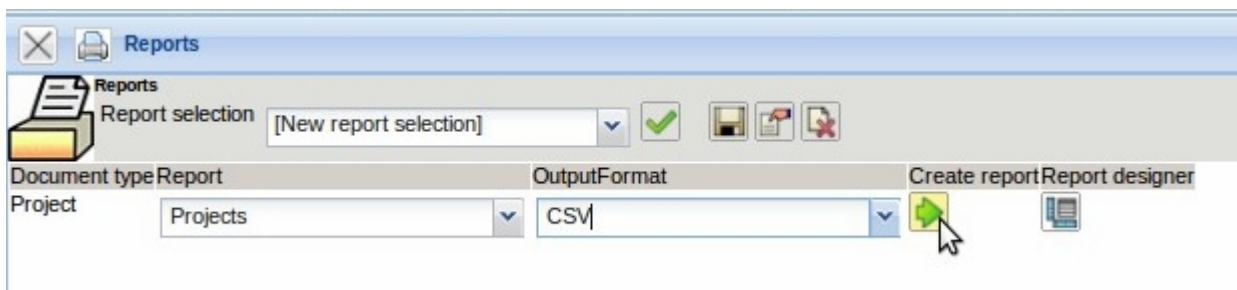 Reports
Reports
Report selection [New report selection]
Document type Report OutputFormat Create report Report designer
Project Projects CSV